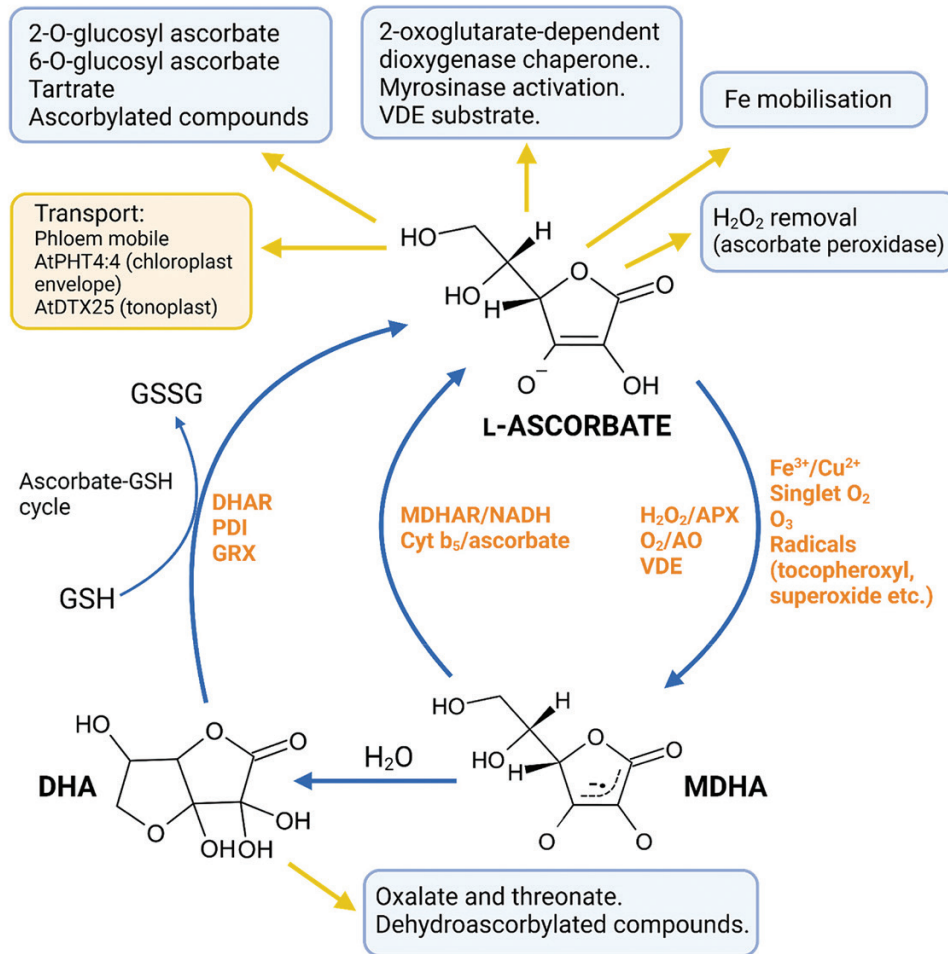 2-O-glucosyl ascorbate
6-O-glucosyl ascorbate
Tartrate
Ascorbylated compounds
2-oxoglutarate-dependent
dioxygenase chaperone..
Myrosinase activation.
VDE substrate.
Fe mobilisation
Transport:
Phloem mobile
AtPHT4:4 (chloroplast
envelope)
AtDTX25 (tonoplast)
H₂O₂ removal
(ascorbate peroxidase)
HO
H
HO
H
O
O
O⁻
OH
L-ASCORBATE
GSSG
Ascorbate-GSH
cycle
GSH
DHAR
PDI
GRX
MDHAR/NADH
Cyt b₅/ascorbate
H₂O₂/APX
O₂/AO
VDE
Fe³⁺/Cu²⁺
Singlet O₂
O₃
Radicals
(tocopheroxyl,
superoxide etc.)
HO
O
O
DHA
O
OH
OH
OH
H₂O
HO
H
HO
H
O
O
-•
O
O
MDHA
Oxalate and threonate.
Dehydroascorbylated compounds.